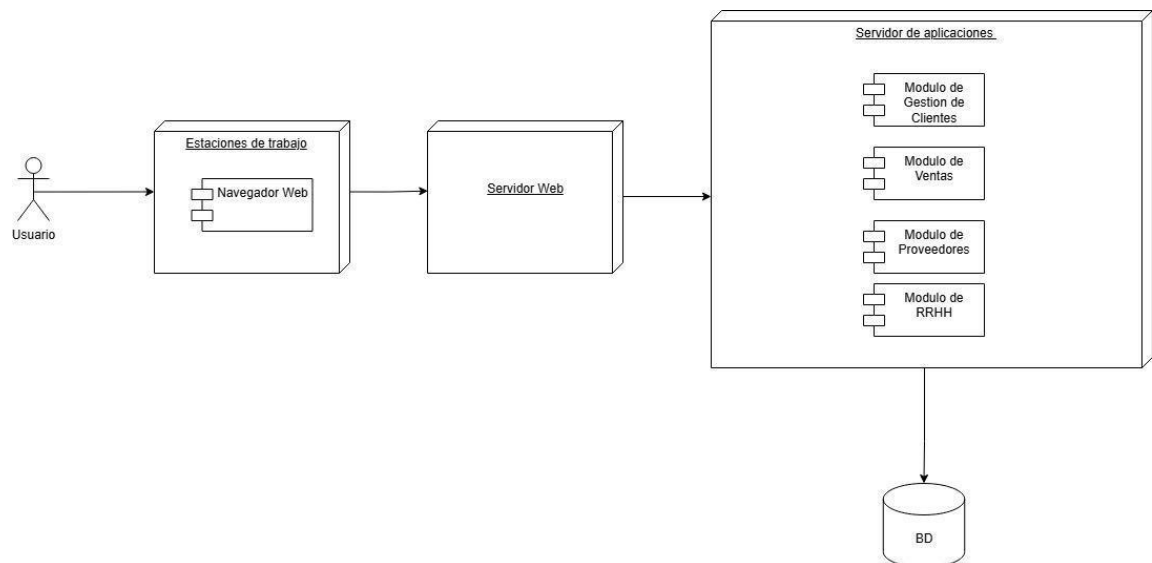 Servidor de aplicaciones
Modulo de
Gestion de
Clientes
Estaciones de trabajo
Navegador Web
Servidor Web
Modulo de
Ventas
Usuario
Modulo de
Proveedores
Modulo de
RRHH
BD